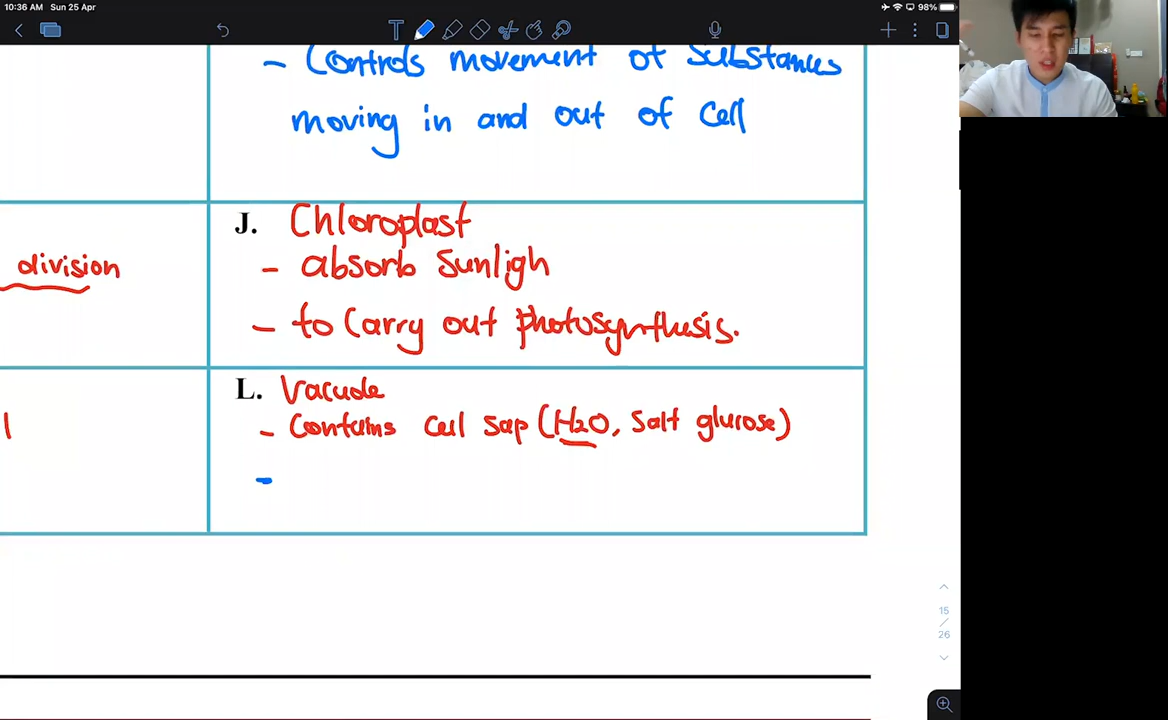 10:36 AM Sun 25 Apr
98%
- Controls movement of Substances
moving in and out of Cell
J. Chloroplast
division
- absorb Sunligh
- to Carry out photosynthesis.
L. Vacuole
- Contains Cell Sap (H2O, Salt glucose)
-
15
/
26